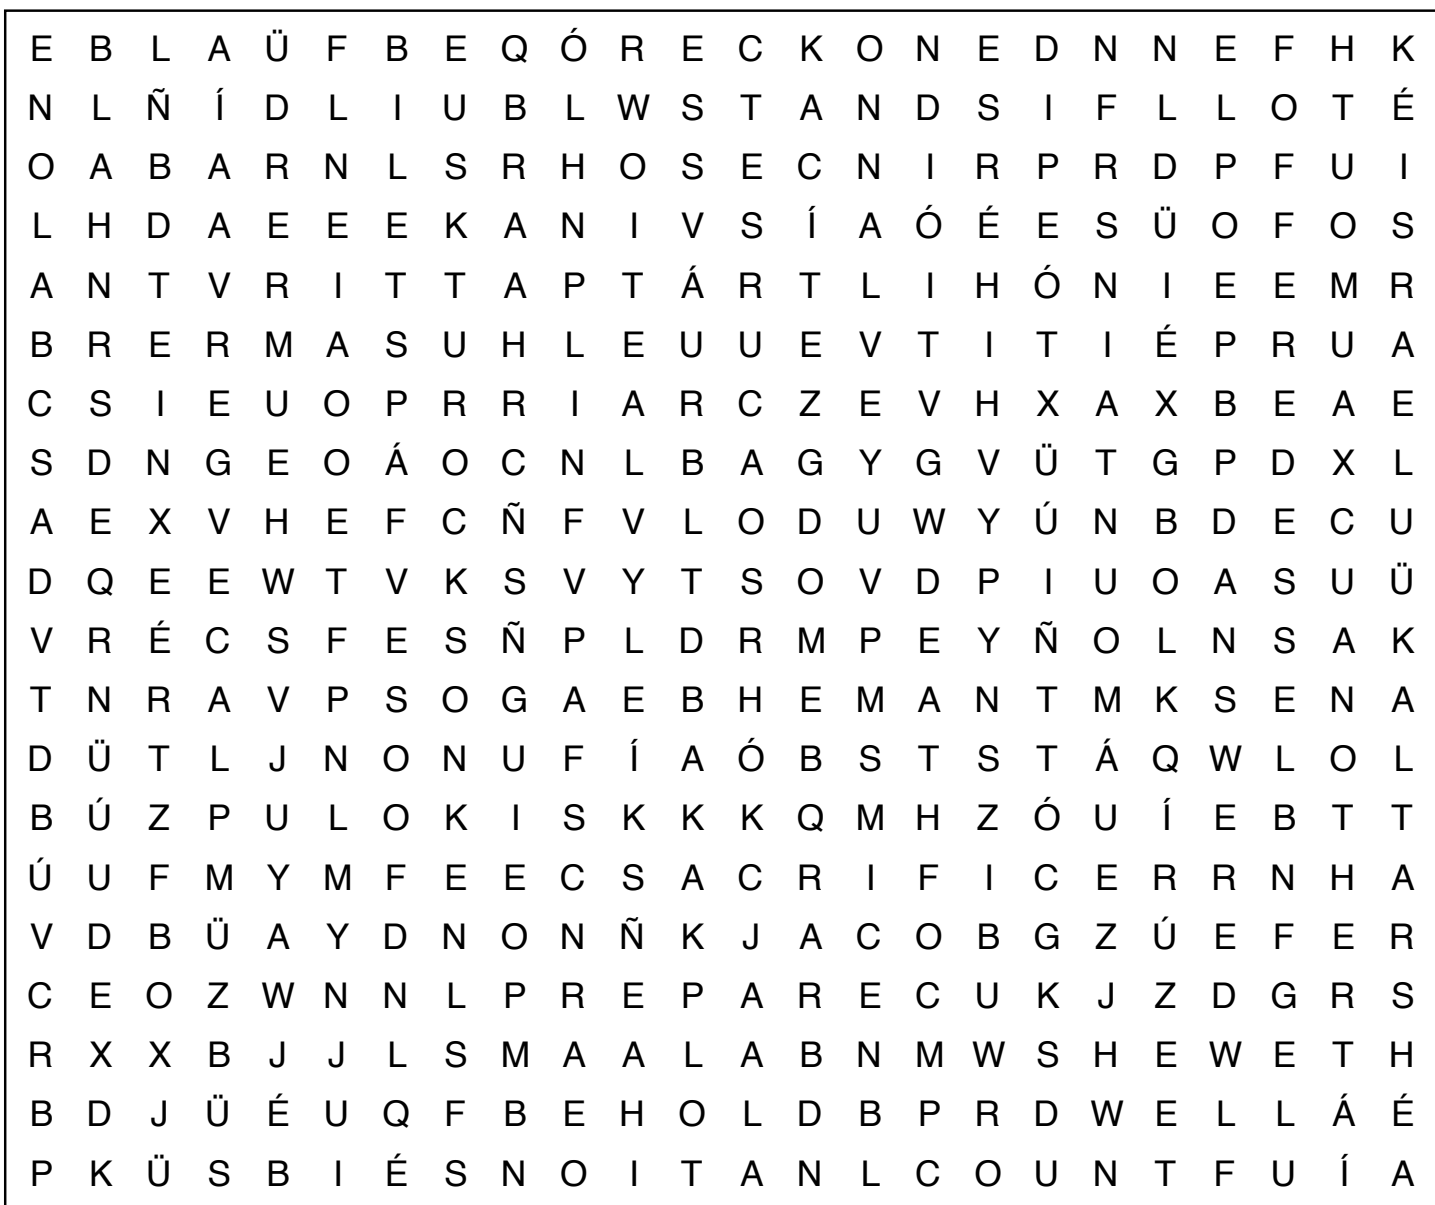 E B L A Ü F B E Q Ó R E C K O N E D N N E F H K
N L Ñ Í D L I U B L W S T A N D S I F L L O T É
O A B A R N L S R H O S E C N I R P R D P F U I
L H D A E E E K A N I V S Í A Ó É E S Ü O F O S
A N T V R I T T A P T Á R T L I H Ó N I E E M R
B R E R M A S U H L E U U E V T I T I É P R U A
C S I E U O P R R I A R C Z E V H X A X B E A E
S D N G E O Á O C N L B A G Y G V Ü T G P D X L
A E X V H E F C Ñ F V L O D U W Y Ú N B D E C U
D Q E E W T V K S V Y T S O V D P I U O A S U Ü
V R É C S F E S Ñ P L D R M P E Y Ñ O L N S A K
T N R A V P S O G A E B H E M A N T M K S E N A
D Ü T L J N O N U F Í A Ó B S T S T Á Q W L O L
B Ú Z P U L O K I S K K K Q M H Z Ó U Í E B T T
Ú U F M Y M F E E C S A C R I F I C E R R N H A
V D B Ü A Y D N O N Ñ K J A C O B G Z Ú E F E R
C E O Z W N N L P R E P A R E C U K J Z D G R S
R X X B J J L S M A A L A B N M W S H E W E T H
B D J Ü É U Q F B E H O L D B P R D W E L L Á É
P K Ü S B I É S N O I T A N L C O U N T F U Í A